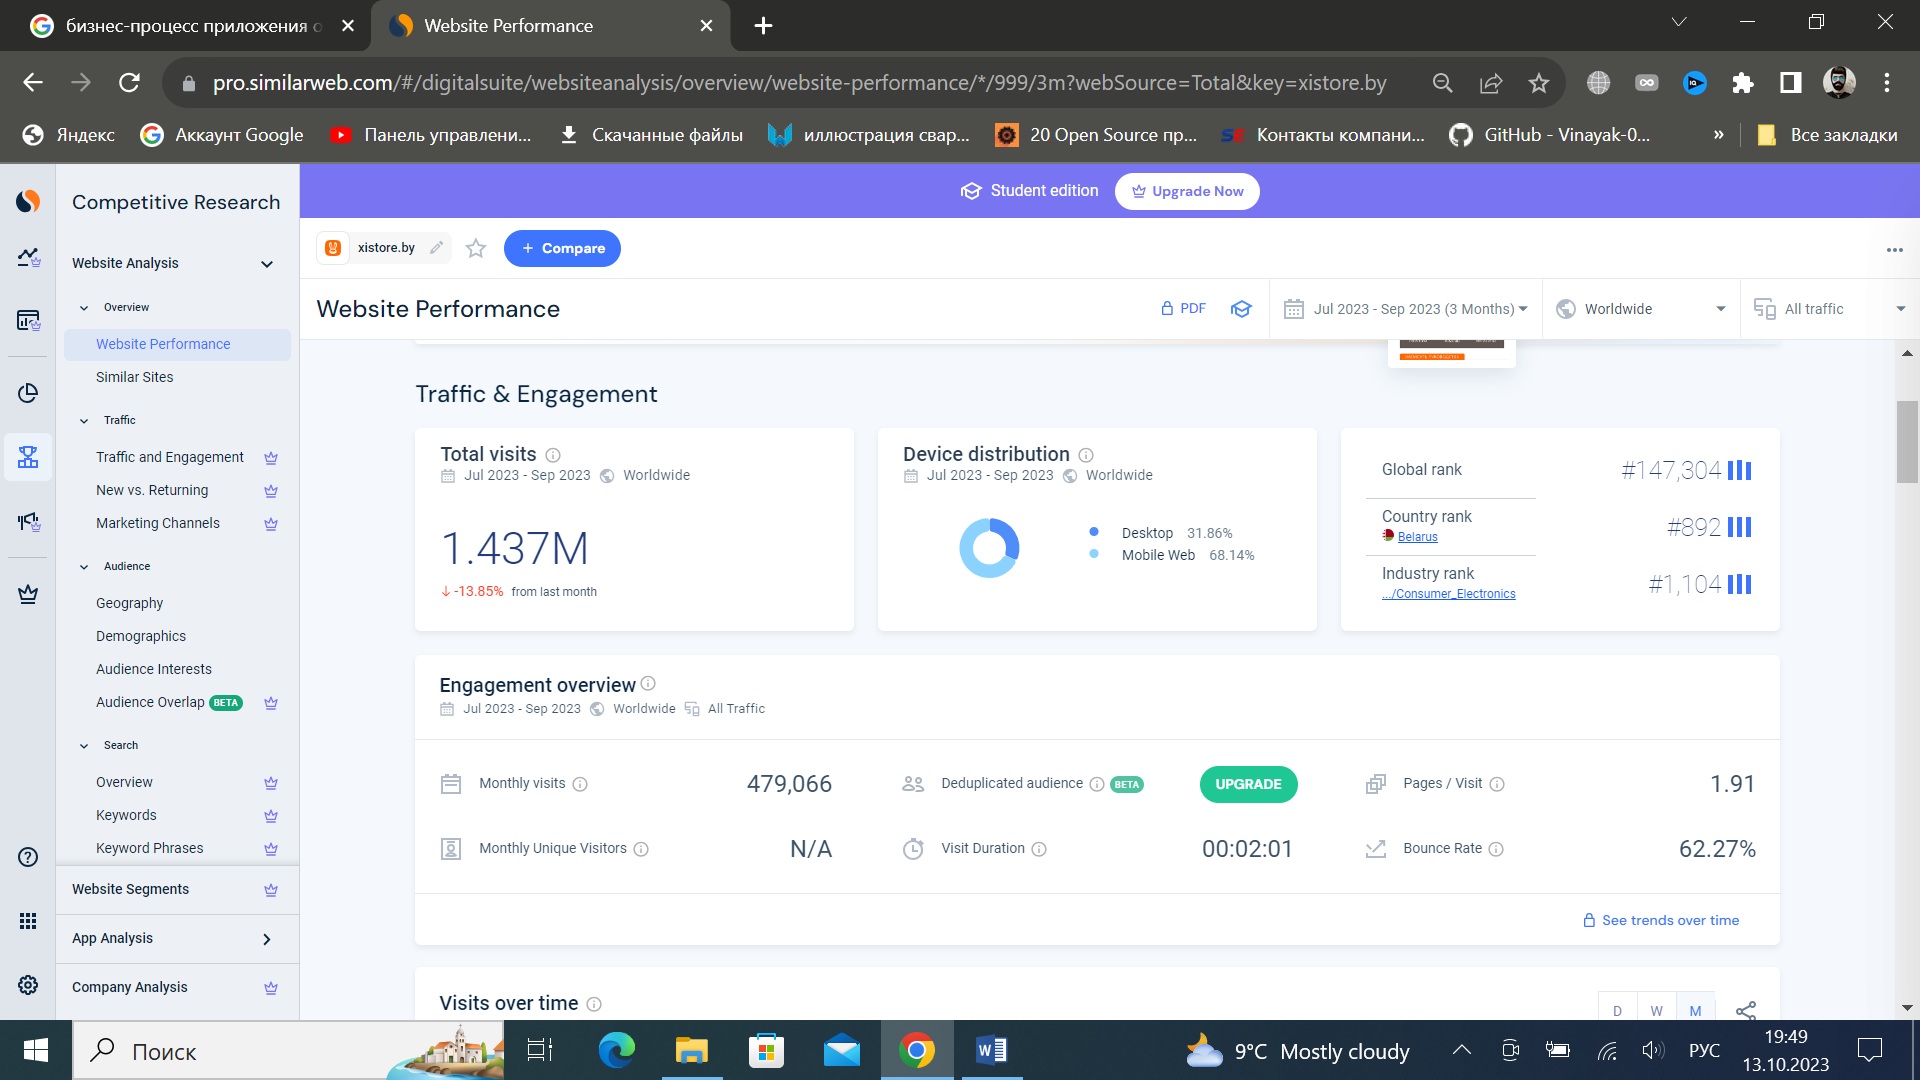 бизнес-процесс приложения о
Website Performance
pro.similarweb.com/#/digitalsuite/websiteanalysis/overview/website-performance/*/999/3m?webSource=Total&key=xistore.by
Яндекс
Аккаунт Google
Панель управлени...
Скачанные файлы
иллюстрация свар...
20 Open Source пр...
Контакты компани...
GitHub - Vinayak-0...
»
Все закладки
Competitive Research
Website Analysis
Overview
Website Performance
Similar Sites
Traffic
Traffic and Engagement
New vs. Returning
Marketing Channels
Audience
Geography
Demographics
Audience Interests
Audience Overlap BETA
Search
Overview
Keywords
Keyword Phrases
Website Segments
App Analysis
Company Analysis
Student edition
Upgrade Now
xistore.by
+ Compare
Website Performance
PDF
Jul 2023 - Sep 2023 (3 Months)
Worldwide
All traffic
Traffic & Engagement
Total visits
Jul 2023 - Sep 2023 Worldwide
1.437M
-13.85% from last month
Device distribution
Jul 2023 - Sep 2023 Worldwide
Desktop 31.86%
Mobile Web 68.14%
Global rank #147,304
Country rank #892
Belarus
Industry rank #1,104
.../Consumer_Electronics
Engagement overview
Jul 2023 - Sep 2023 Worldwide All Traffic
Monthly visits 479,066
Deduplicated audience BETA UPGRADE
Pages / Visit 1.91
Monthly Unique Visitors N/A
Visit Duration 00:02:01
Bounce Rate 62.27%
See trends over time
Visits over time
D W M
Поиск
9°C Mostly cloudy
РУС
19:49
13.10.2023